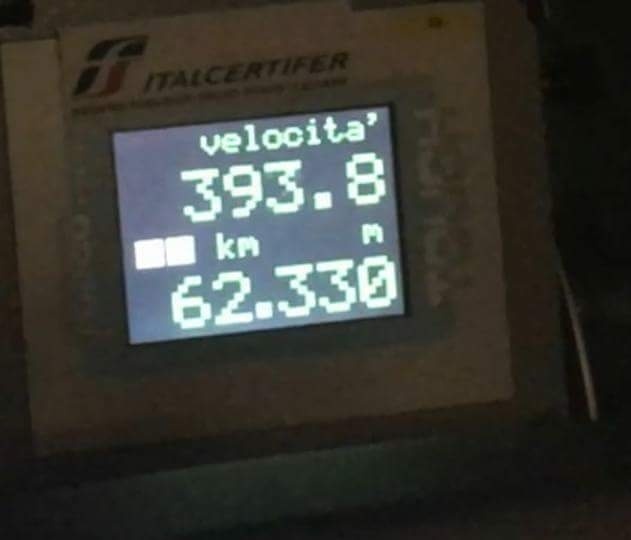 ITALCERTIFER
velocita'
393.8
km m
62.330